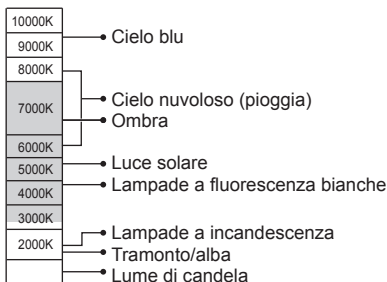 10000K
9000K
Cielo blu
8000K
7000K
Cielo nuvoloso (pioggia)
Ombra
6000K
5000K
Luce solare
4000K
Lampade a fluorescenza bianche
3000K
2000K
Lampade a incandescenza
Tramonto/alba
Lume di candela